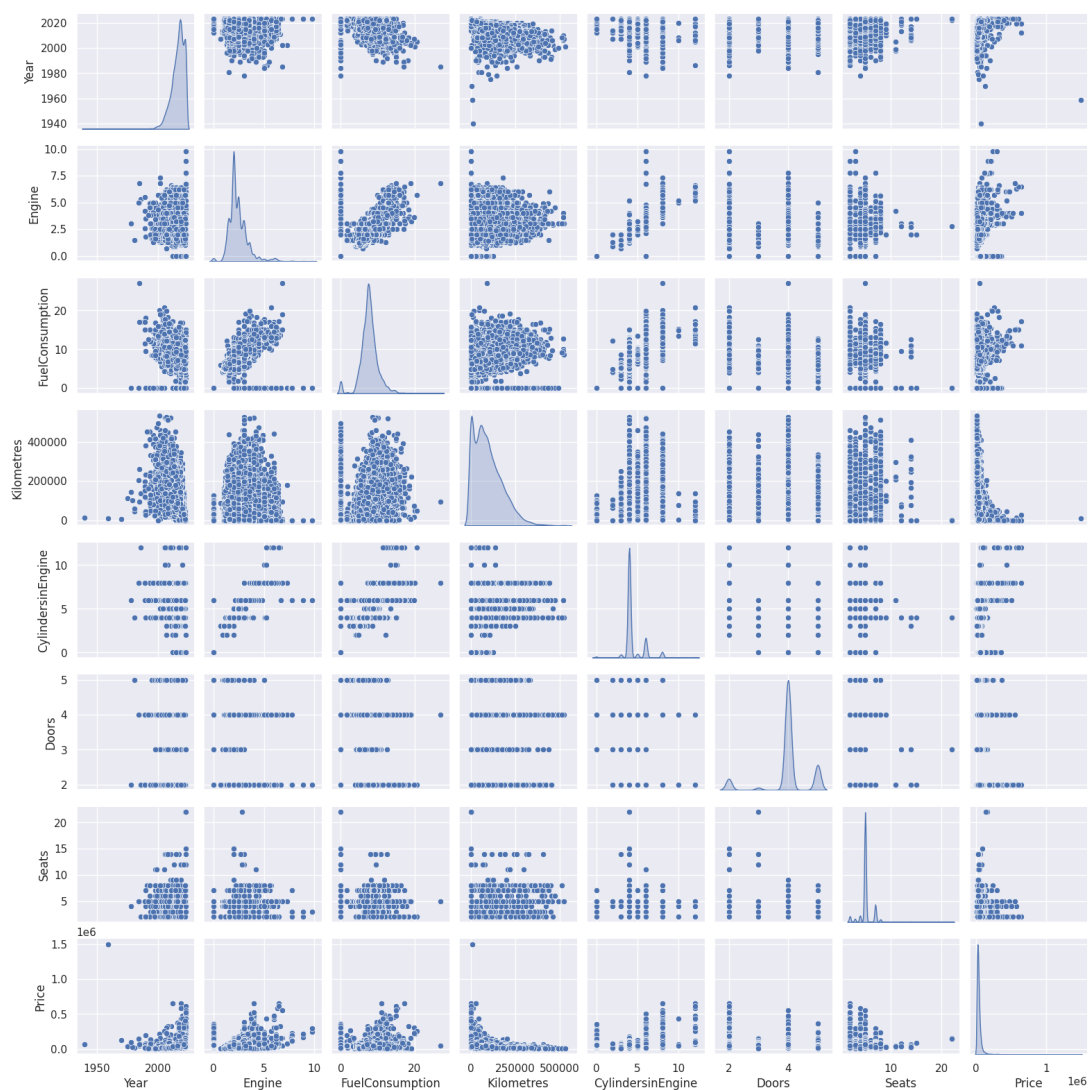 2020
2000
1980
1960
1940
Year
10.0
7.5
5.0
2.5
0.0
Engine
20
10
0
FuelConsumption
400000
200000
0
Kilometres
10
5
0
CylindersinEngine
5
4
3
2
Doors
20
15
10
5
Seats
1e6
1.5
1.0
0.5
0.0
Price
1950 2000 0 5 10 0 20 0 250000 500000 0 5 10 2 4 0 20 0 1
1e6
Year Engine FuelConsumption Kilometres CylindersinEngine Doors Seats Price